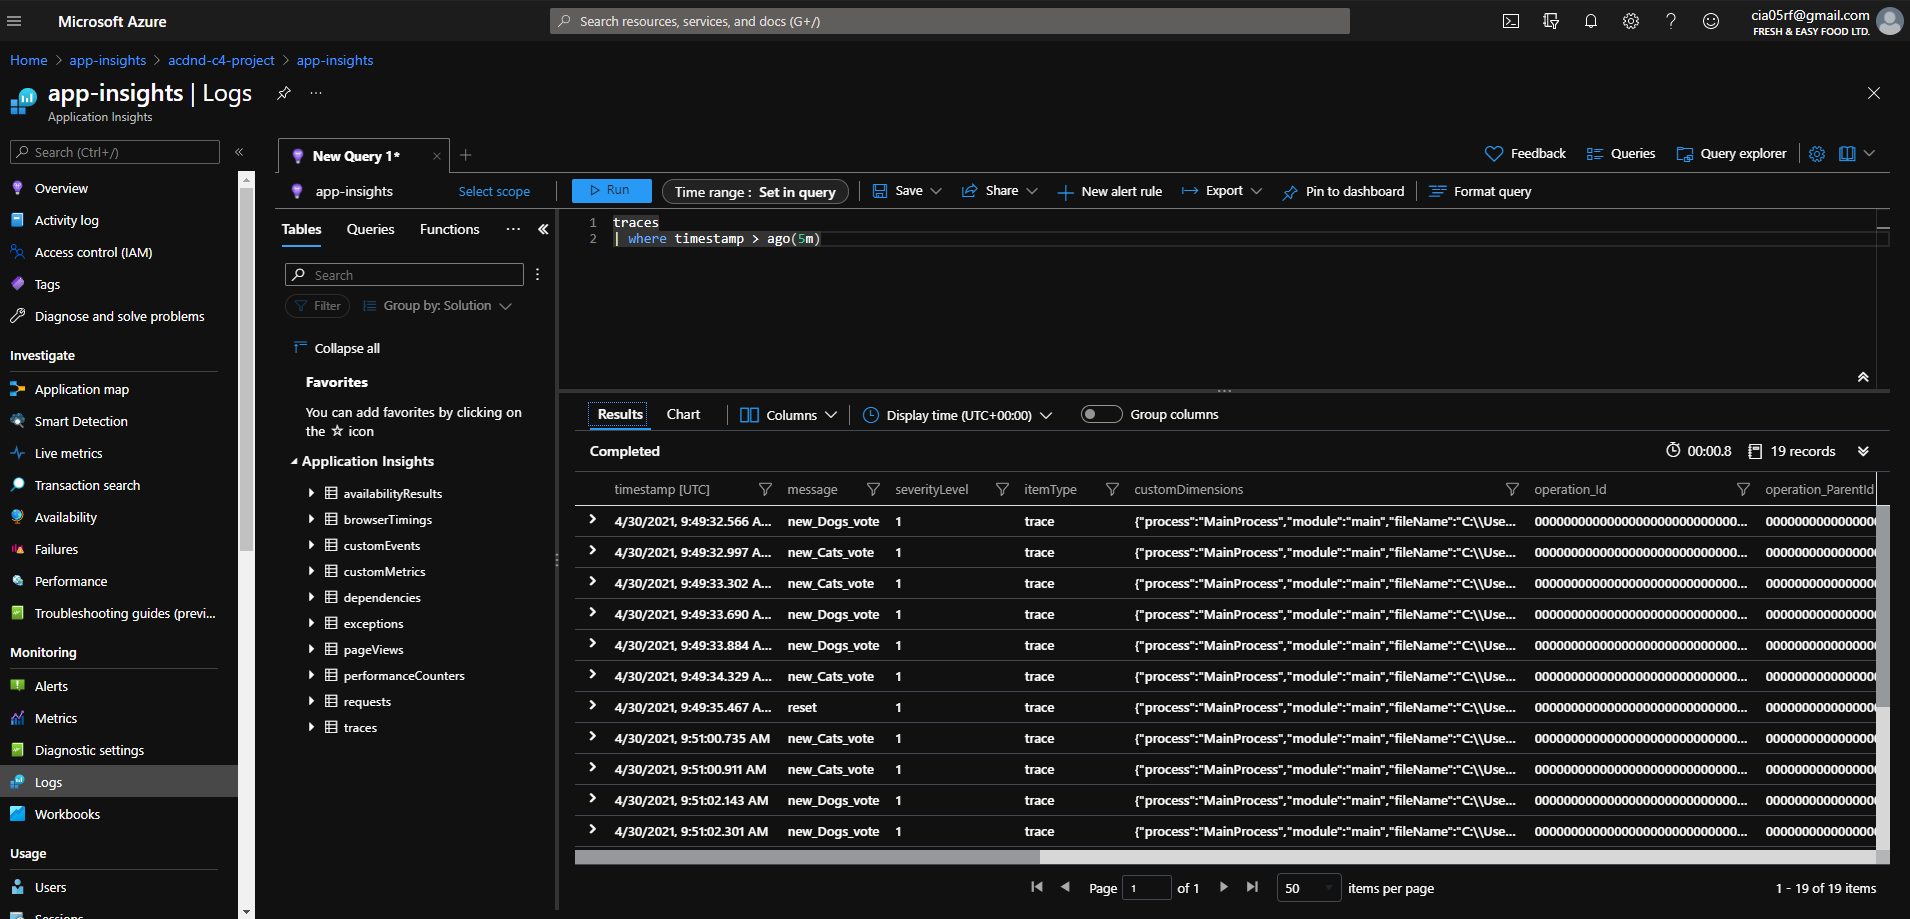 Microsoft Azure
Search resources, services, and docs (G+/)
cia05rf@gmail.com
FRESH & EASY FOOD LTD.
Home > app-insights > acdnd-c4-project > app-insights
app-insights | Logs
Application Insights
Search (Ctrl+/)
Overview
Activity log
Access control (IAM)
Tags
Diagnose and solve problems
Investigate
Application map
Smart Detection
Live metrics
Transaction search
Availability
Failures
Performance
Troubleshooting guides (previ...
Monitoring
Alerts
Metrics
Diagnostic settings
Logs
Workbooks
Usage
Users
Sessions
New Query 1*
Feedback Queries Query explorer
app-insights Select scope
Run Time range : Set in query Save Share New alert rule Export Pin to dashboard Format query
Tables Queries Functions ...
Search
Filter Group by: Solution
Collapse all
Favorites
You can add favorites by clicking on
the ☆ icon
Application Insights
availabilityResults
browserTimings
customEvents
customMetrics
dependencies
exceptions
pageViews
performanceCounters
requests
traces
1 traces
2 | where timestamp > ago(5m)
Results Chart Columns Display time (UTC+00:00) Group columns
Completed 00:00.8 19 records
timestamp [UTC] message severityLevel itemType customDimensions operation_Id operation_ParentId
4/30/2021, 9:49:32.566 A... new_Dogs_vote 1 trace {"process":"MainProcess","module":"main","fileName":"C:\\Use... 0000000000000000000000000000... 000000000000000
4/30/2021, 9:49:32.997 A... new_Cats_vote 1 trace {"process":"MainProcess","module":"main","fileName":"C:\\Use... 0000000000000000000000000000... 000000000000000
4/30/2021, 9:49:33.302 A... new_Cats_vote 1 trace {"process":"MainProcess","module":"main","fileName":"C:\\Use... 0000000000000000000000000000... 000000000000000
4/30/2021, 9:49:33.690 A... new_Dogs_vote 1 trace {"process":"MainProcess","module":"main","fileName":"C:\\Use... 0000000000000000000000000000... 000000000000000
4/30/2021, 9:49:33.884 A... new_Dogs_vote 1 trace {"process":"MainProcess","module":"main","fileName":"C:\\Use... 0000000000000000000000000000... 000000000000000
4/30/2021, 9:49:34.329 A... new_Cats_vote 1 trace {"process":"MainProcess","module":"main","fileName":"C:\\Use... 0000000000000000000000000000... 000000000000000
4/30/2021, 9:49:35.467 A... reset 1 trace {"process":"MainProcess","module":"main","fileName":"C:\\Use... 0000000000000000000000000000... 000000000000000
4/30/2021, 9:51:00.735 AM new_Cats_vote 1 trace {"process":"MainProcess","module":"main","fileName":"C:\\Use... 0000000000000000000000000000... 000000000000000
4/30/2021, 9:51:00.911 AM new_Cats_vote 1 trace {"process":"MainProcess","module":"main","fileName":"C:\\Use... 0000000000000000000000000000... 000000000000000
4/30/2021, 9:51:02.143 AM new_Dogs_vote 1 trace {"process":"MainProcess","module":"main","fileName":"C:\\Use... 0000000000000000000000000000... 000000000000000
4/30/2021, 9:51:02.301 AM new_Dogs_vote 1 trace {"process":"MainProcess","module":"main","fileName":"C:\\Use... 0000000000000000000000000000... 000000000000000
Page 1 of 1 50 items per page 1 - 19 of 19 items